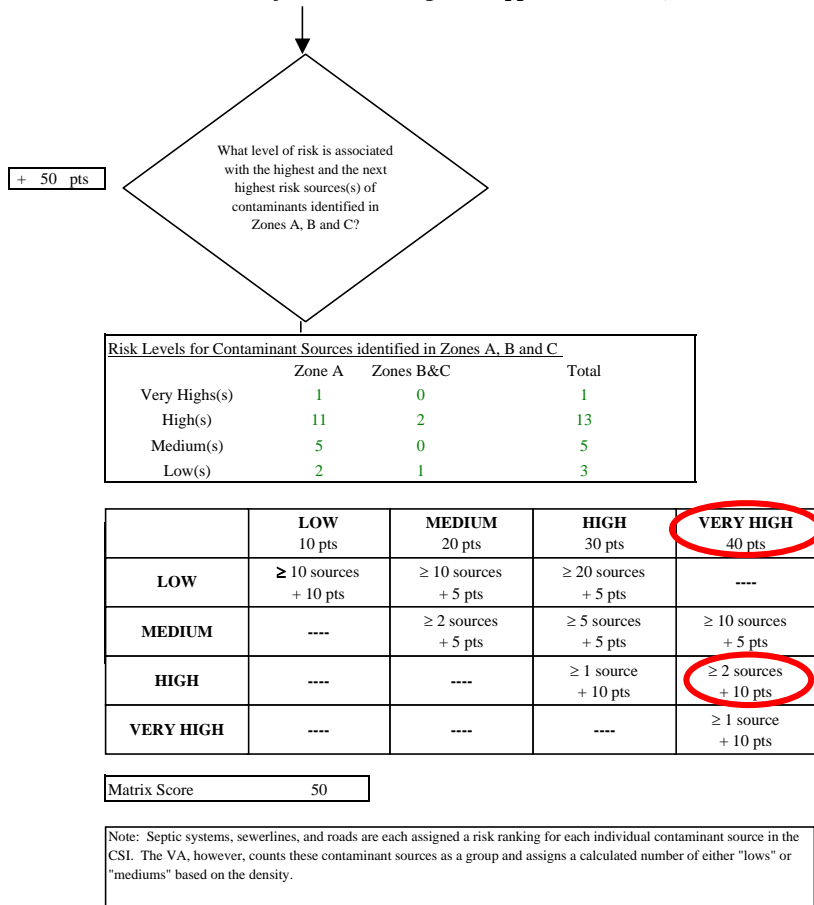 What level of risk is associated
with the highest and the next
highest risk sources(s) of
contaminants identified in
Zones A, B and C?
+ 50 pts
Risk Levels for Contaminant Sources identified in Zones A, B and C
Zone A Zones B&C Total
Very Highs(s) 1 0 1
High(s) 11 2 13
Medium(s) 5 0 5
Low(s) 2 1 3
LOW MEDIUM HIGH VERY HIGH
10 pts 20 pts 30 pts 40 pts
LOW ≥ 10 sources + 10 pts ≥ 10 sources + 5 pts ≥ 20 sources + 5 pts ----
MEDIUM ---- ≥ 2 sources + 5 pts ≥ 5 sources + 5 pts ≥ 10 sources + 5 pts
HIGH ---- ---- ≥ 1 source + 10 pts ≥ 2 sources + 10 pts
VERY HIGH ---- ---- ---- ≥ 1 source + 10 pts
Matrix Score 50
Note: Septic systems, sewerlines, and roads are each assigned a risk ranking for each individual contaminant source in the
CSI. The VA, however, counts these contaminant sources as a group and assigns a calculated number of either "lows" or
"mediums" based on the density.